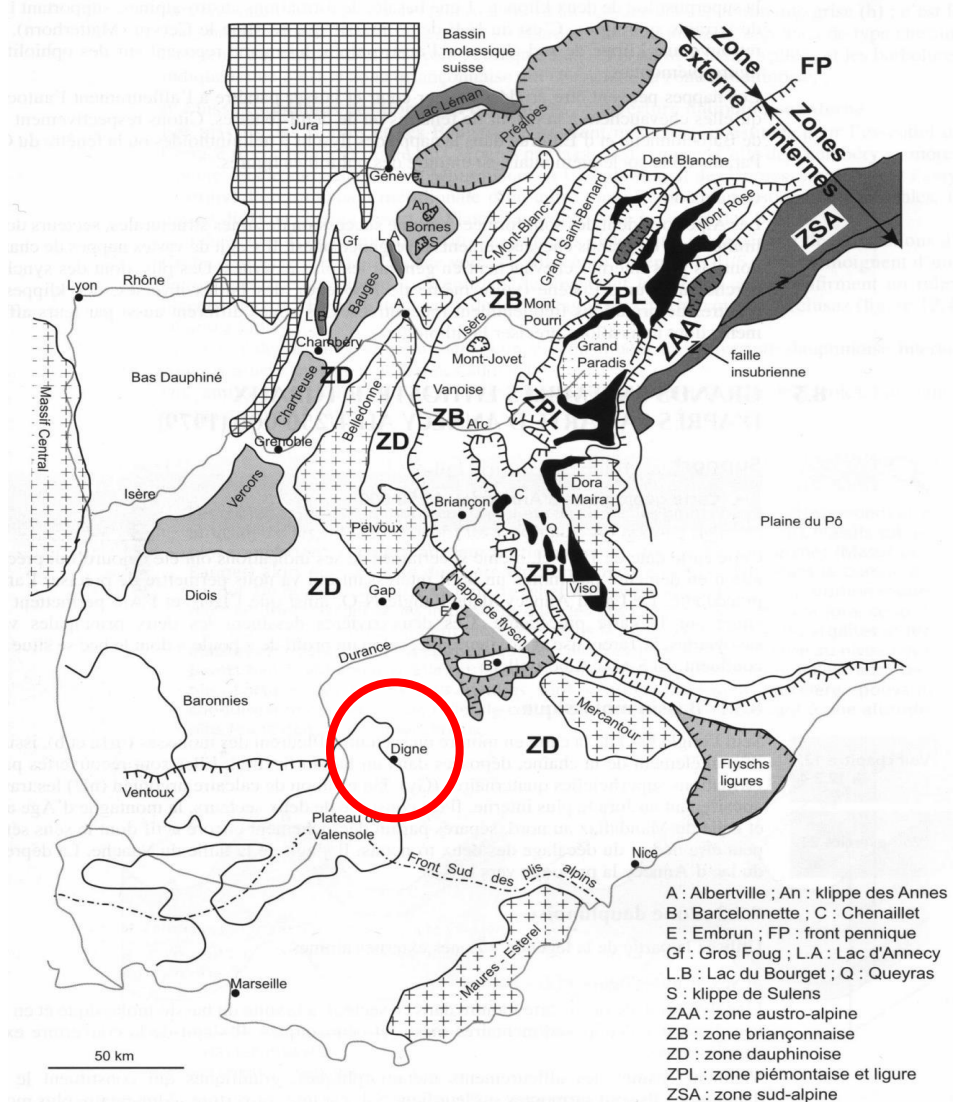 Bassin
molassique
suisse
Zone
externe
FP
Zones
internes
Lac Léman
Préalpes
Jura
Genève
Dent Blanche
Mont Rose
Mont-Blanc
Grand Saint-Bernard
An
Bornes
S
Gf
L.A
ZSA
Lyon
Rhône
Bauges
L.B
A
ZB
Mont
Pourri
ZPL
ZAA
Z
Z
Isère
Mont-Jovet
Grand
Paradis
faille
insubrienne
Chambéry
Bas Dauphiné
Chartreuse
ZD
Belledonne
Vanoise
ZB
Arc
ZPL
Massif Central
Grenoble
ZD
Isère
Vercors
Briançon
C
Dora
Maira
Q
Pelvoux
Plaine du Pô
ZPL
Viso
Diois
ZD
Gap
E
Nappe de flysch
Durance
B
Baronnies
Mercantour
ZD
Digne
Flyschs
ligures
Ventoux
Plateau de
Valensole
Front Sud des plis alpins
Nice
Maures - Esterel
Marseille
50 km
A : Albertville ; An : klippe des Annes
B : Barcelonnette ; C : Chenaillet
E : Embrun ; FP : front pennique
Gf : Gros Foug ; L.A : Lac d'Annecy
L.B : Lac du Bourget ; Q : Queyras
S : klippe de Sulens
ZAA : zone austro-alpine
ZB : zone briançonnaise
ZD : zone dauphinoise
ZPL : zone piémontaise et ligure
ZSA : zone sud-alpine